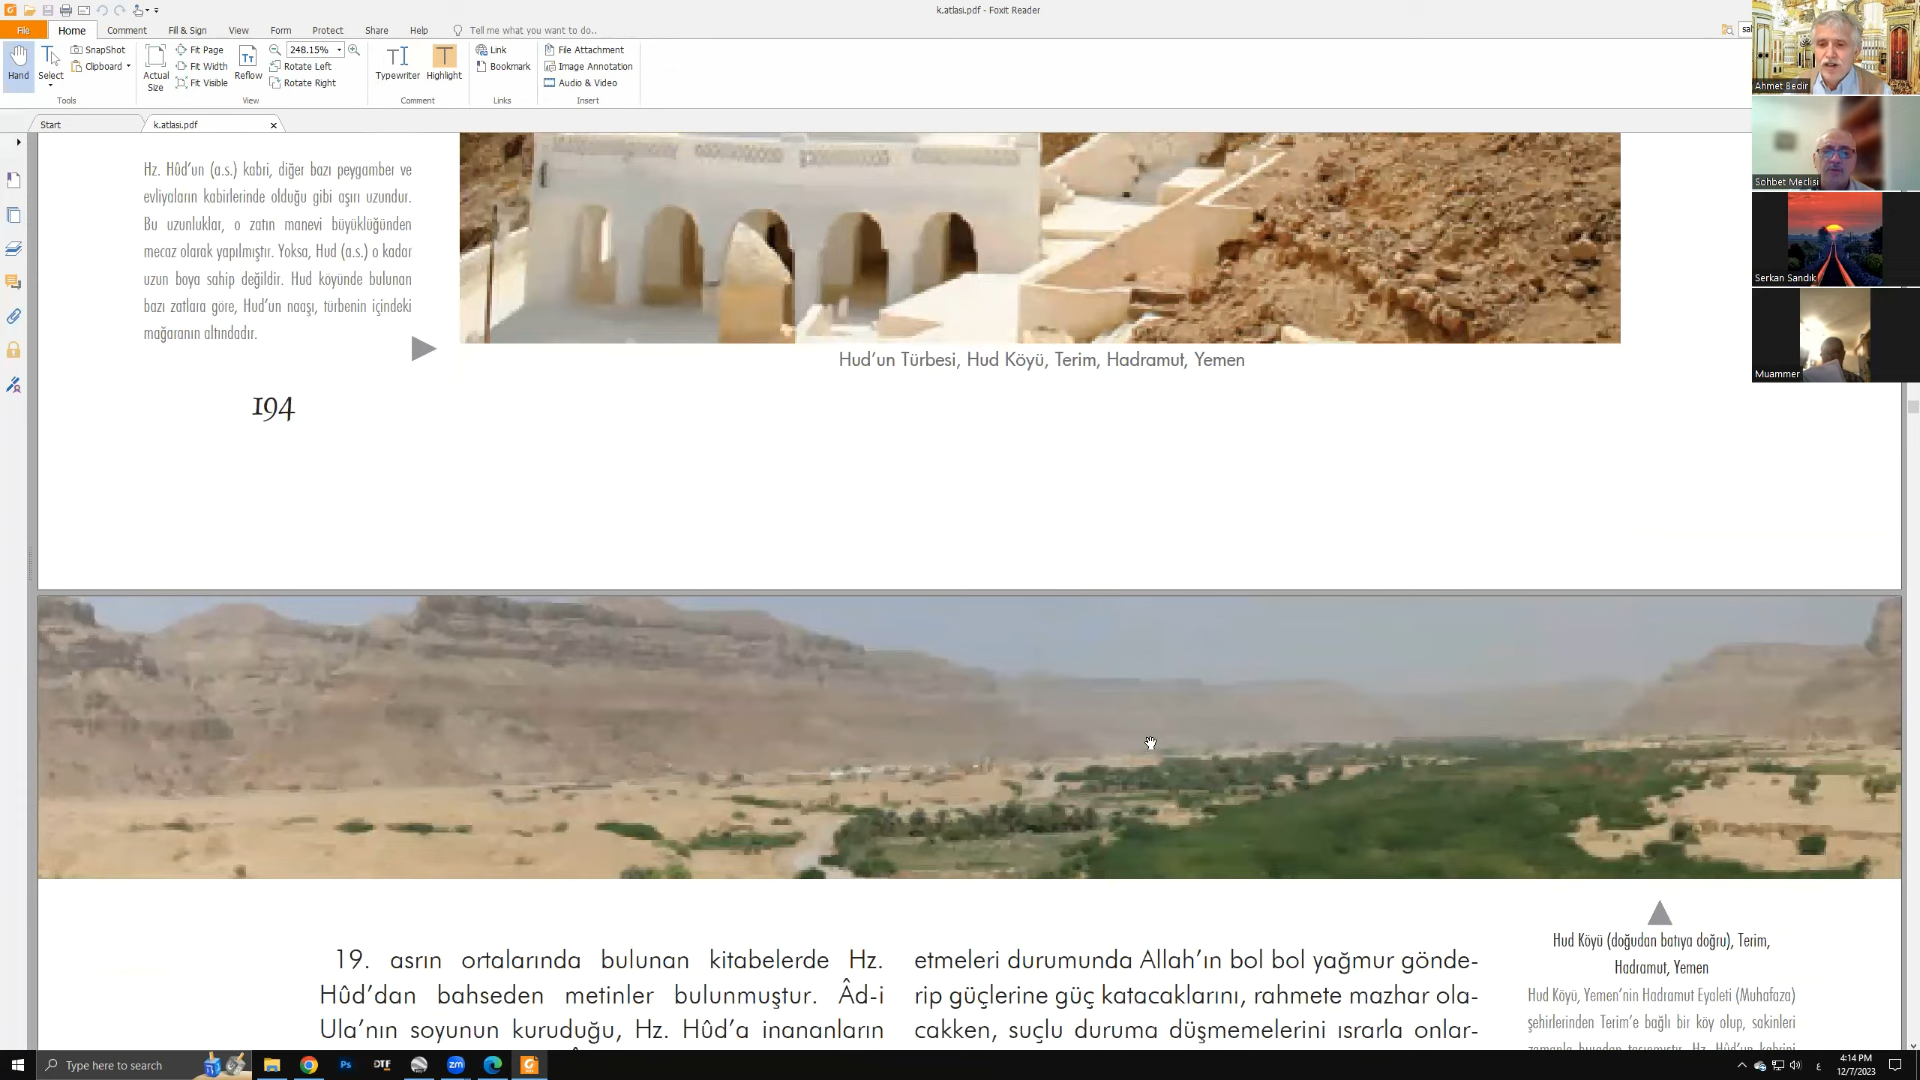 k.atlasi.pdf - Foxit Reader
File
Home
Comment
Fill & Sign
View
Form
Protect
Share
Help
Tell me what you want to do..
Hand
Select
SnapShot
Clipboard
Tools
Actual
Size
Fit Page
Fit Width
Fit Visible
Reflow
248.15%
Rotate Left
Rotate Right
View
Typewriter
Highlight
Comment
Link
Bookmark
Links
File Attachment
Image Annotation
Audio & Video
Insert
Start
k.atlasi.pdf
Ahmet Bedir
Sohbet Meclisi
Serkan Sandık
Muammer
Hz. Hûd'un (a.s.) kabri, diğer bazı peygamber ve
evliyaların kabirlerinde olduğu gibi aşırı uzundur.
Bu uzunluklar, o zatın manevi büyüklüğünden
mecaz olarak yapılmıştır. Yoksa, Hud (a.s.) o kadar
uzun boya sahip değildir. Hud köyünde bulunan
bazı zatlara göre, Hud'un naaşı, türbenin içindeki
mağaranın altındadır.
Hud'un Türbesi, Hud Köyü, Terim, Hadramut, Yemen
194
19. asrın ortalarında bulunan kitabelerde Hz.
Hûd'dan bahseden metinler bulunmuştur. Âd-i
Ula'nın soyunun kuruduğu, Hz. Hûd'a inananların
etmeleri durumunda Allah'ın bol bol yağmur gönde-
rip güçlerine güç katacaklarını, rahmete mazhar ola-
cakken, suçlu duruma düşmemelerini ısrarla onlar-
Hud Köyü (doğudan batıya doğru), Terim,
Hadramut, Yemen
Hud Köyü, Yemen'nin Hadramut Eyaleti (Muhafaza)
şehirlerinden Terim'e bağlı bir köy olup, sakinleri
Type here to search
Ps
DTF
zm
4:14 PM
12/7/2023